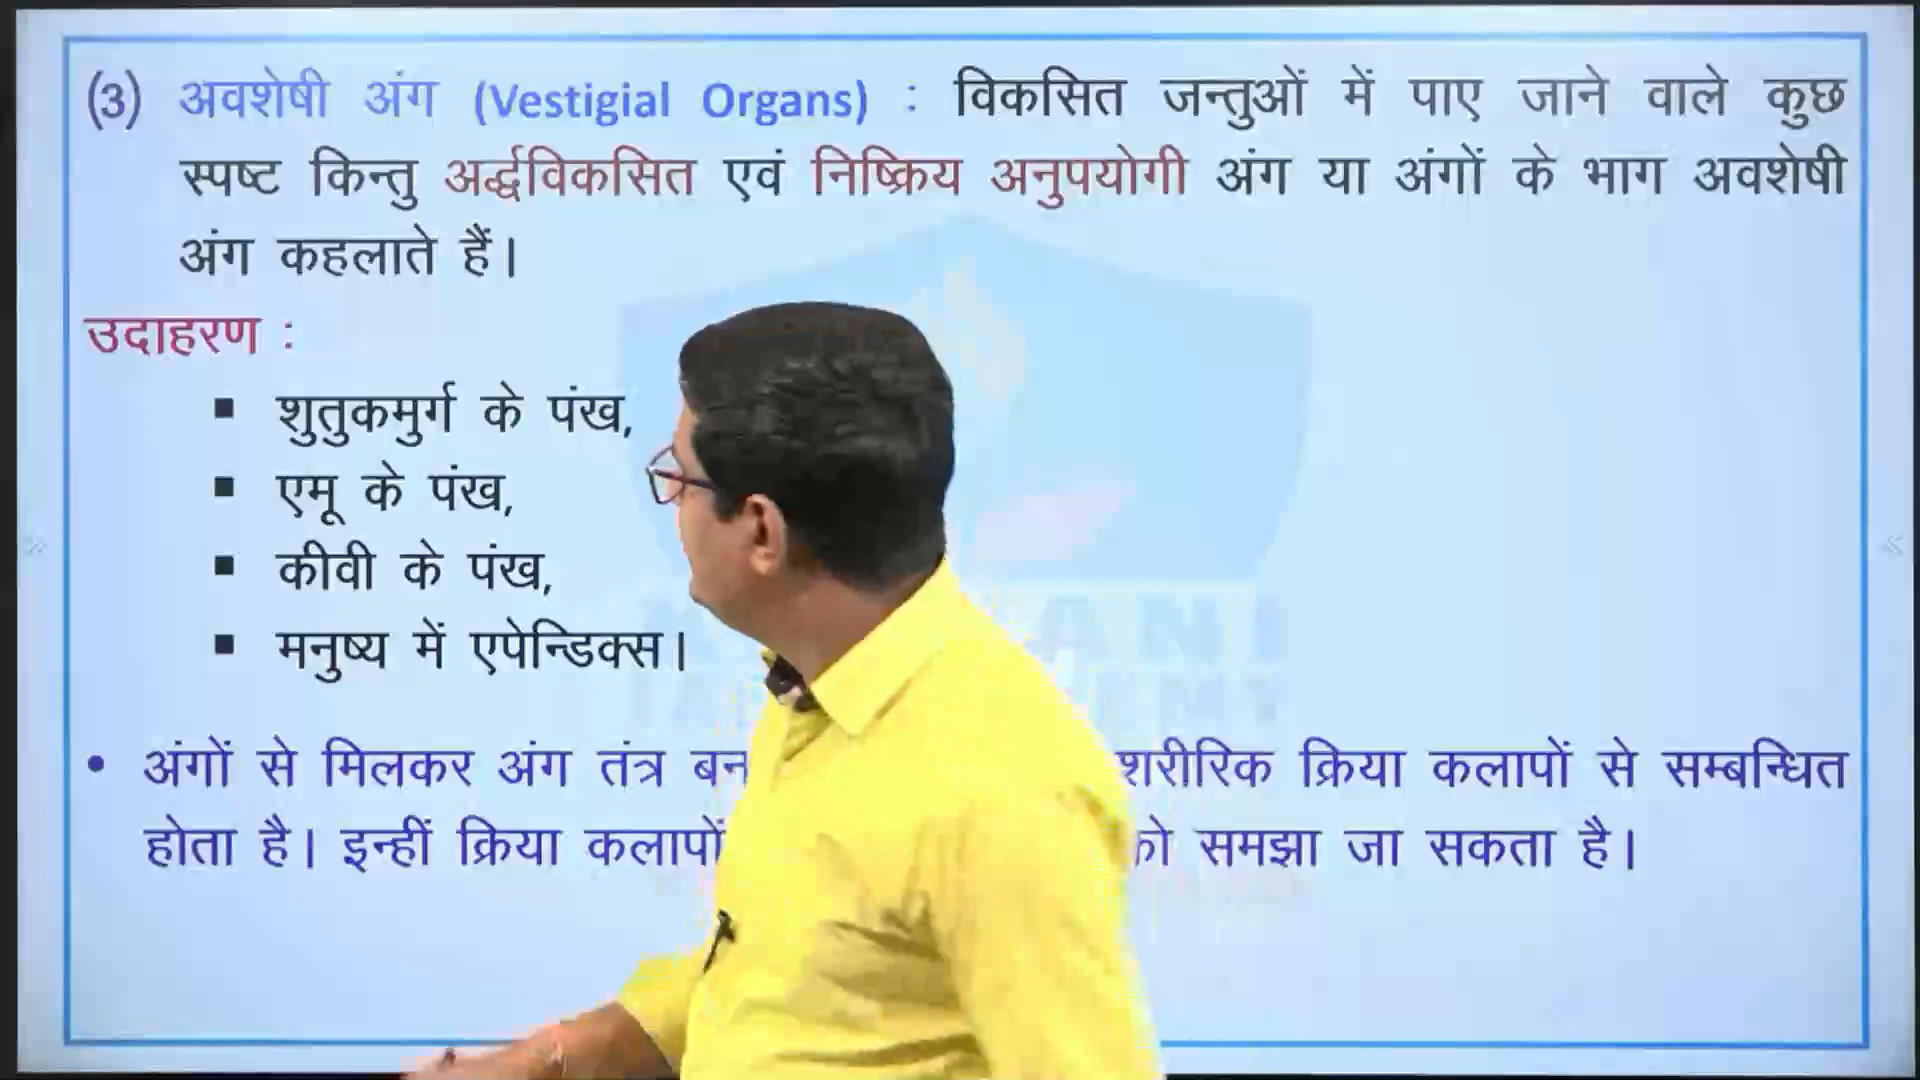 (3) अवशेषी अंग (Vestigial Organs) : विकसित जन्तुओं में पाए जाने वाले कुछ
स्पष्ट किन्तु अर्द्धविकसित एवं निष्क्रिय अनुपयोगी अंग या अंगों के भाग अवशेषी
अंग कहलाते हैं।
उदाहरण :
▪ शुतुकमुर्ग के पंख,
▪ एमू के पंख,
▪ कीवी के पंख,
▪ मनुष्य में एपेन्डिक्स।
• अंगों से मिलकर अंग तंत्र शरीरिक क्रिया कलापों से सम्बन्धित
होता है। इन्हीं क्रिया कलापों को समझा जा सकता है।